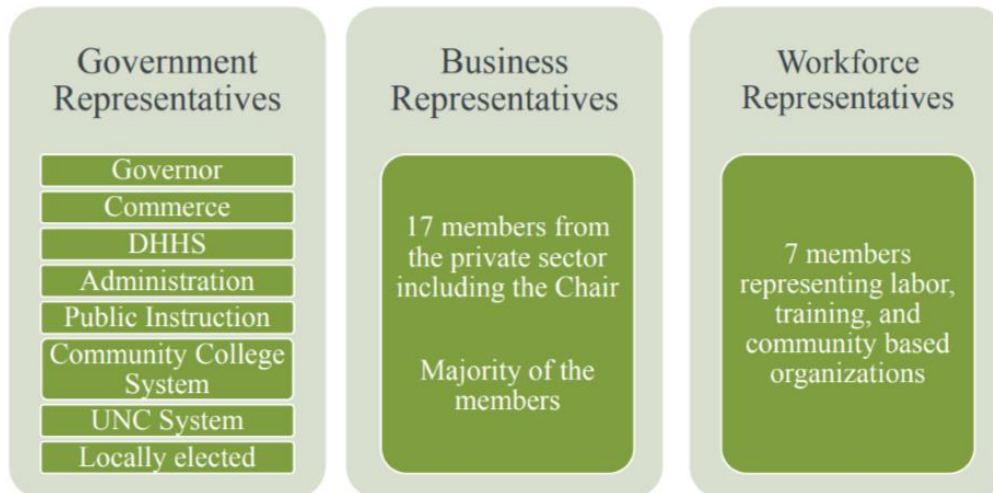 Government
Representatives
Governor
Commerce
DHHS
Administration
Public Instruction
Community College
System
UNC System
Locally elected
Business
Representatives
17 members from
the private sector
including the Chair
Majority of the
members
Workforce
Representatives
7 members
representing labor,
training, and
community based
organizations